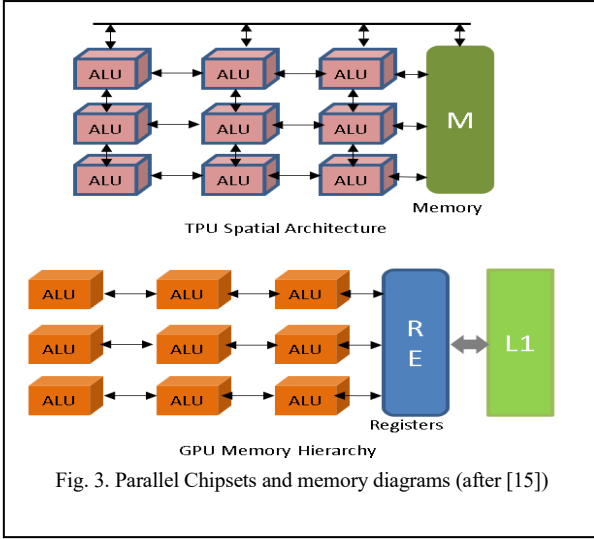 ALU ALU ALU
ALU ALU ALU
ALU ALU ALU
M
Memory
TPU Spatial Architecture
ALU ALU ALU
ALU ALU ALU
ALU ALU ALU
R
E
L1
Registers
GPU Memory Hierarchy
Fig. 3. Parallel Chipsets and memory diagrams (after [15])